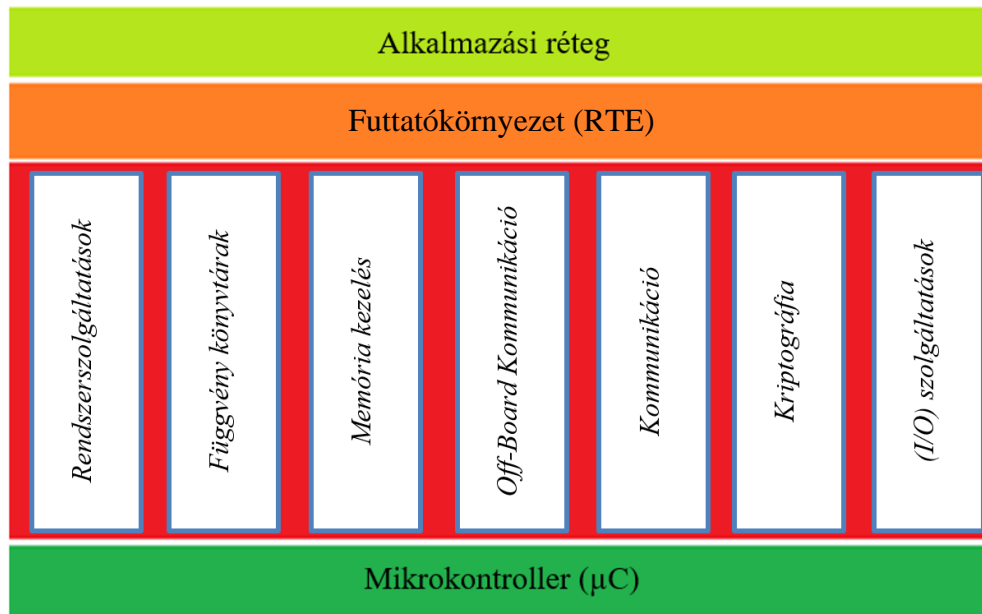 Alkalmazási réteg
Futtatókörnyezet (RTE)
Rendszerszolgáltatások
Függvény könyvtárak
Memória kezelés
Off-Board Kommunikáció
Kommunikáció
Kriptográfia
(I/O) szolgáltatások
Mikrokontroller (µC)